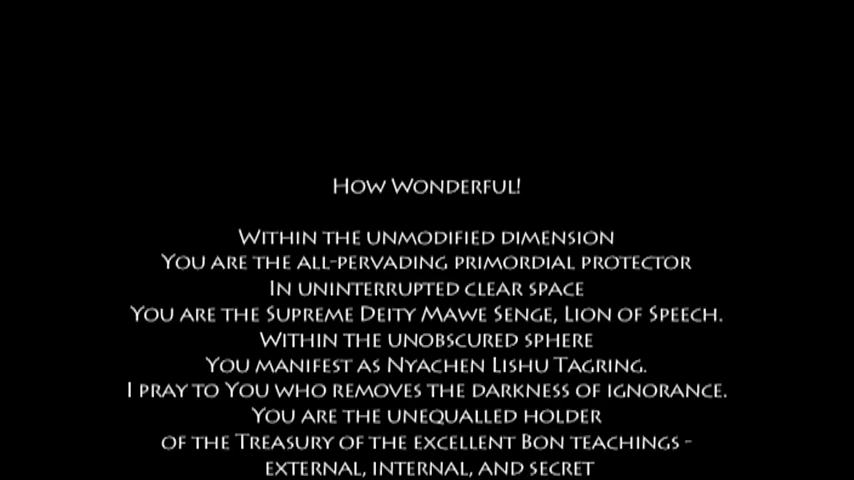 How Wonderful!
Within the unmodified dimension
You are the all-pervading primordial protector
In uninterrupted clear space
You are the Supreme Deity Mawe Senge, Lion of Speech.
Within the unobscured sphere
You manifest as Nyachen Lishu Tagring.
I pray to You who removes the darkness of ignorance.
You are the unequalled holder
of the Treasury of the excellent Bon teachings -
external, internal, and secret